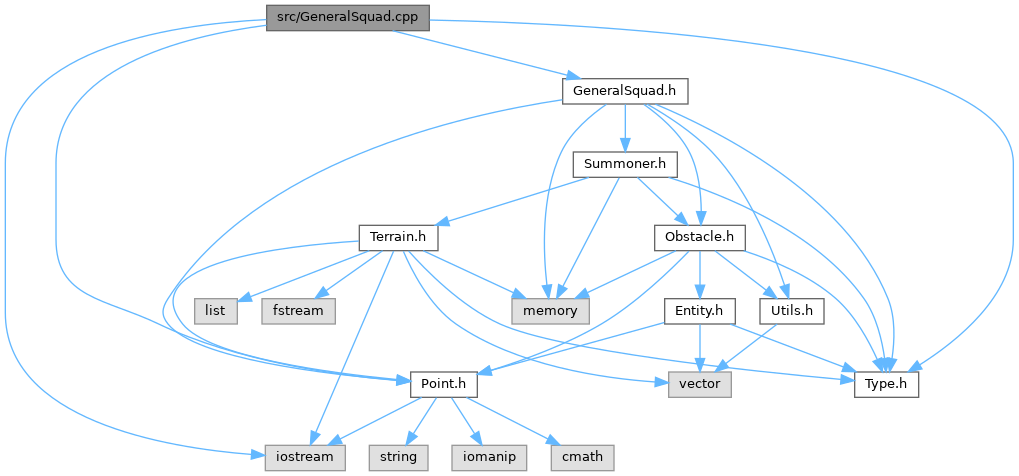 src/GeneralSquad.cpp
GeneralSquad.h
Summoner.h
Terrain.h
Obstacle.h
list
fstream
memory
Entity.h
Utils.h
Point.h
vector
Type.h
iostream
string
iomanip
cmath